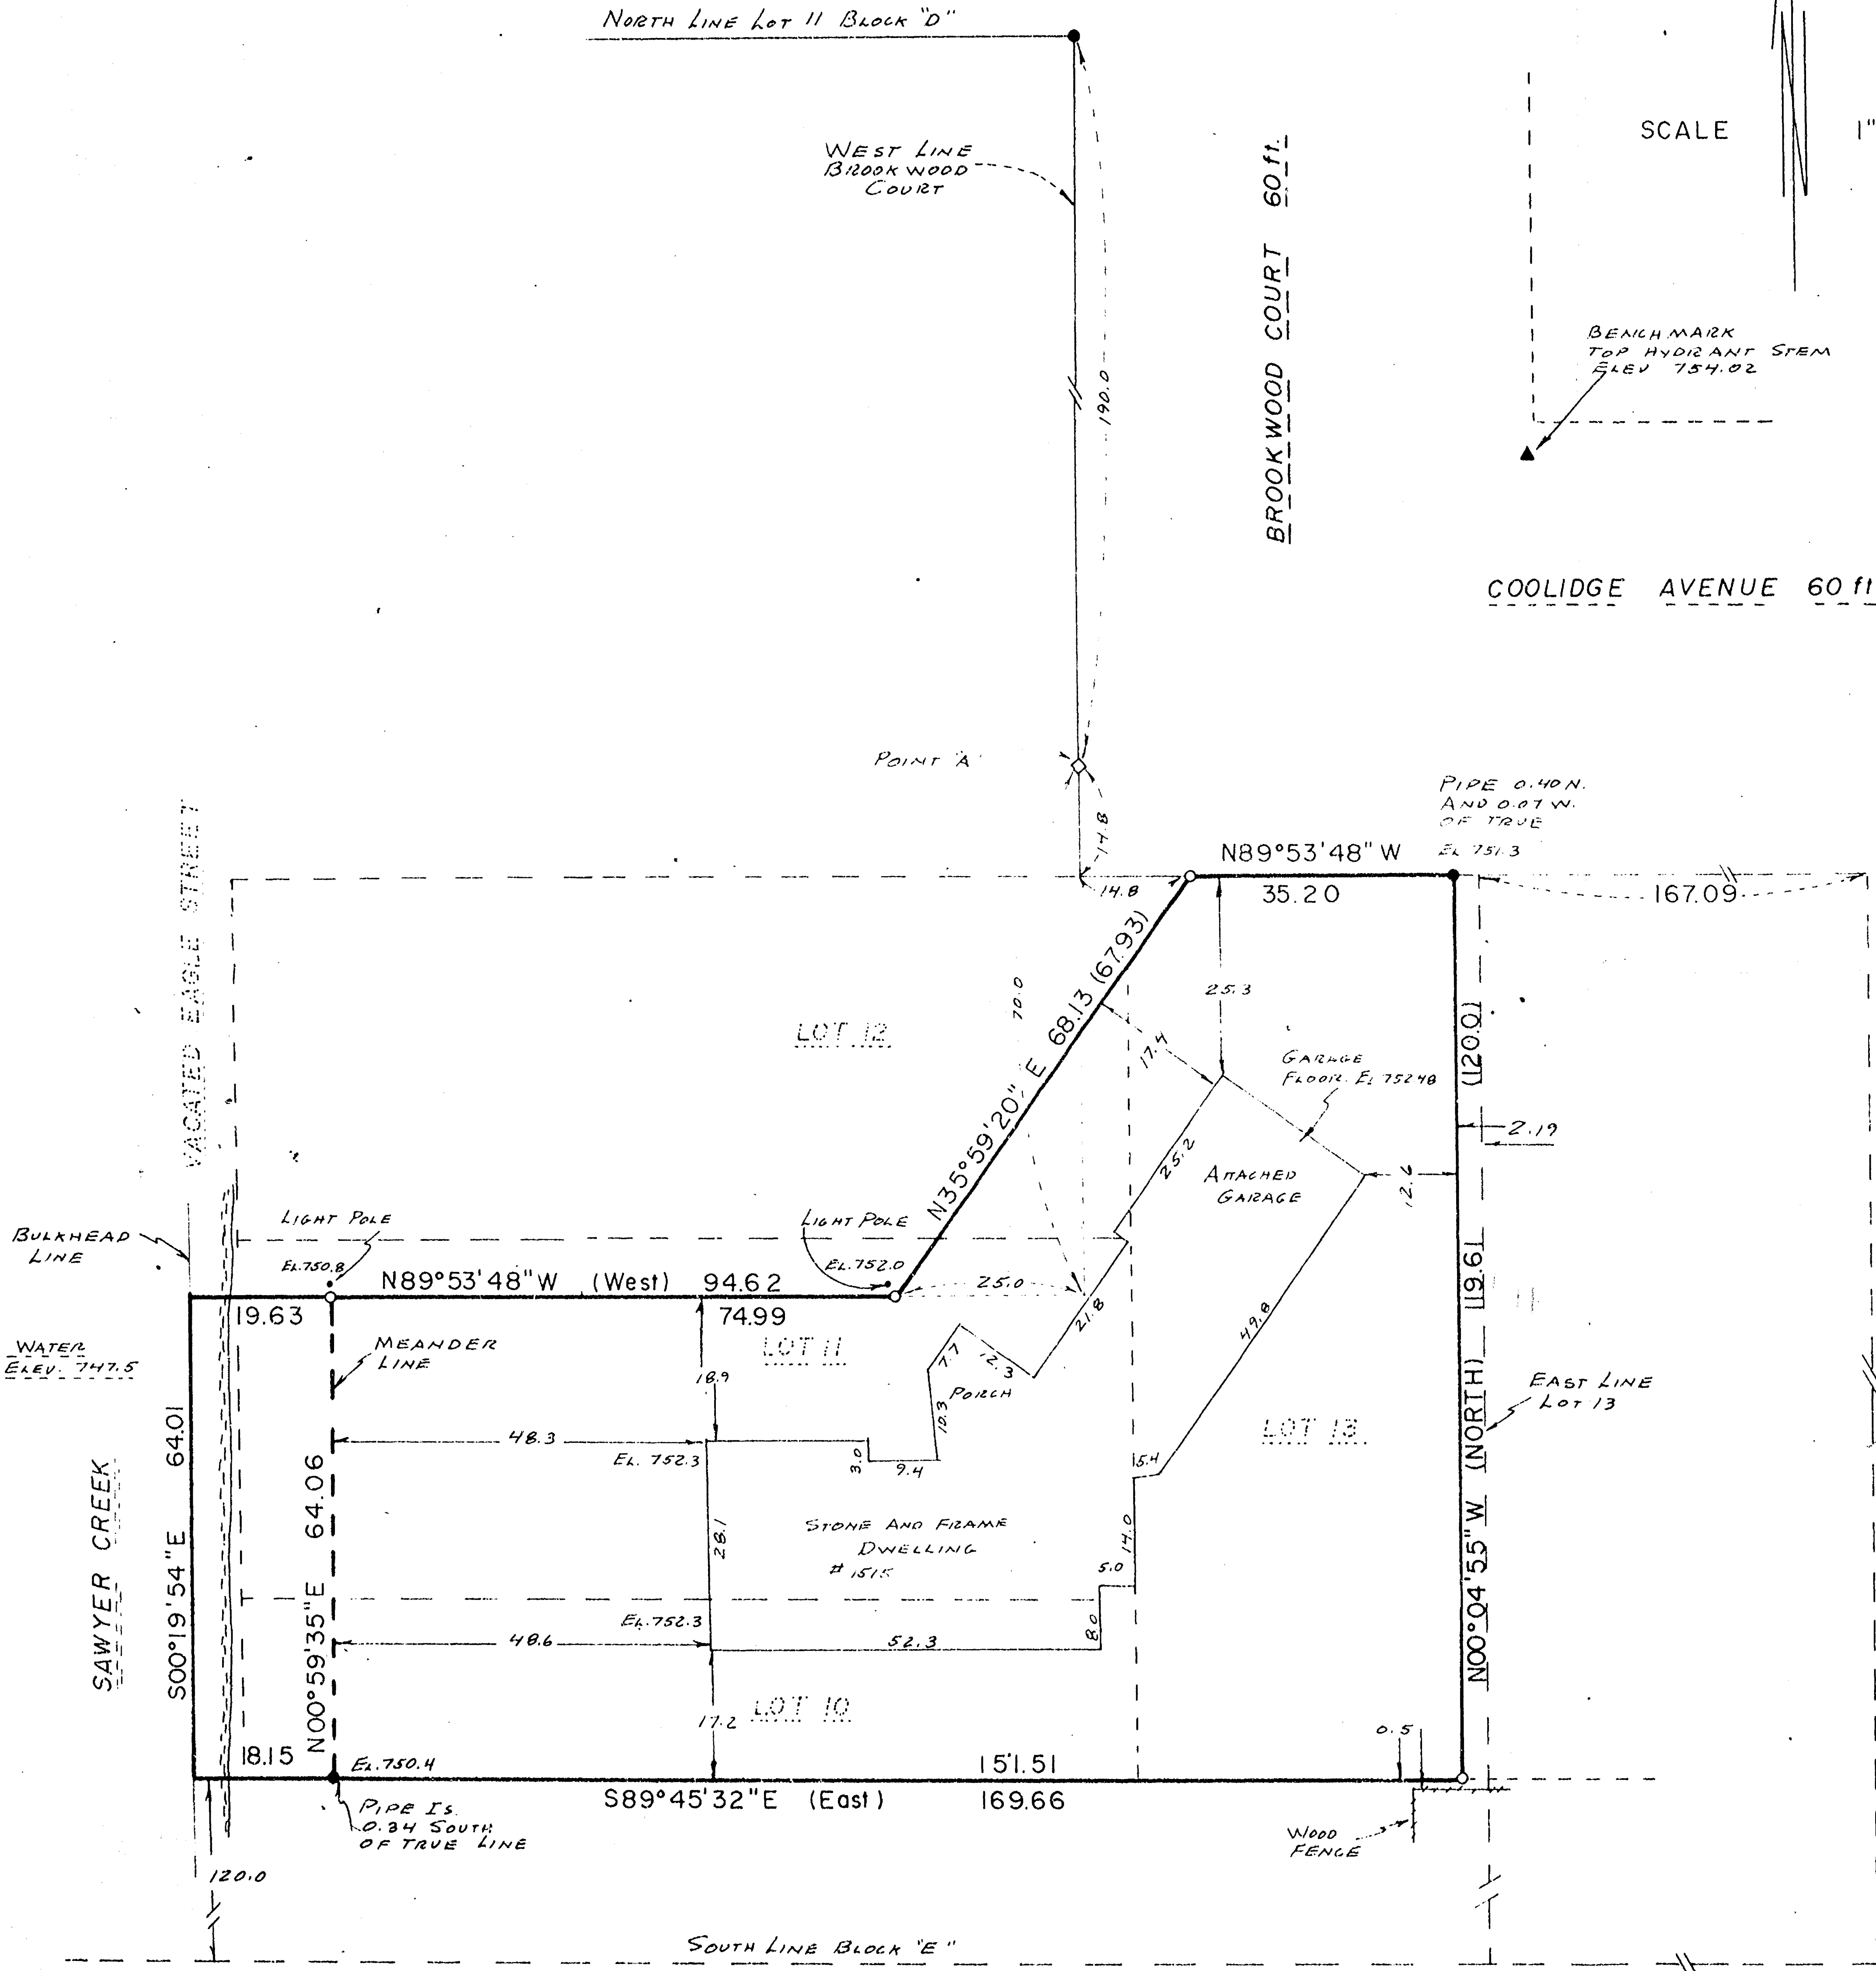 NORTH LINE LOT 11 BLOCK "D"
SCALE
1"
WEST LINE
BROOKWOOD
COURT
BROOKWOOD COURT 60 ft.
190.0
BENCHMARK
TOP HYDRANT STEM
ELEV 754.02
COOLIDGE AVENUE 60 ft
POINT "A"
14.8
14.8
PIPE 0.40 N.
AND 0.07 W.
OF TRUE
EL 751.3
N89°53'48" W
35.20
167.09
VACATED EAGLE STREET
LOT 12
70.0
N35°59'20" E 68.13 (67.93)
25.3
17.4
GARAGE
FLOOR. EL 752.48
(120.0)
2.19
25.2
ATTACHED
GARAGE
12.6
BULKHEAD
LINE
LIGHT POLE
EL.750.8
LIGHT POLE
EL.752.0
N89°53'48" W (West) 94.62
25.0
19.63
74.99
21.8
119.61
WATER
ELEV. 747.5
MEANDER
LINE
LOT 11
18.9
7.7
12.3
PORCH
10.3
49.8
EAST LINE
LOT 13
LOT 13
48.3
EL. 752.3
3.0
9.4
5.4
SAWYER CREEK
S00°19'54"E 64.01
N00°59'35"E 64.06
28.1
STONE AND FRAME
DWELLING
# 1515
14.0
5.0
8.0
N00°04'55" W (NORTH)
EL.752.3
48.6
52.3
17.2
LOT 10
0.5
18.15
EL.750.4
151.51
S89°45'32"E (East) 169.66
PIPE IS
0.34 SOUTH
OF TRUE LINE
WOOD
FENCE
120.0
SOUTH LINE BLOCK "E"